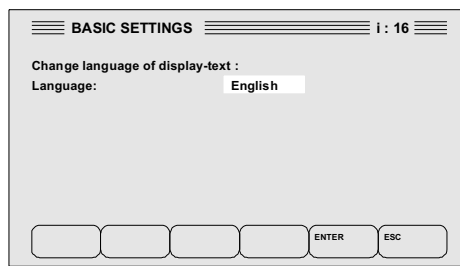 BASIC SETTINGS i : 16
Change language of display-text :
Language: English
ENTER ESC